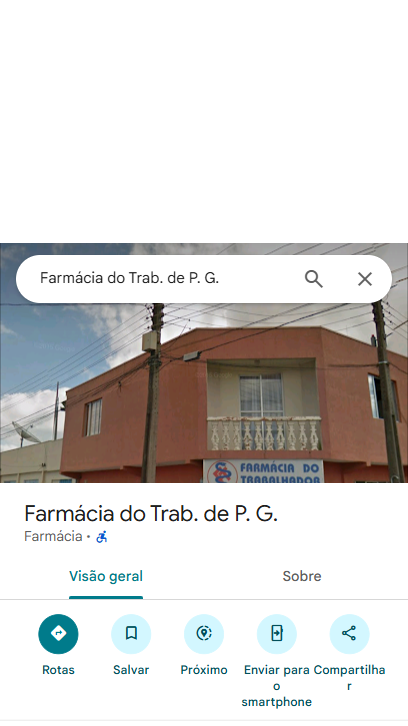 Farmácia do Trab. de P. G.
FARMÁCIA DO
TRABALHADOR
Farmácia do Trab. de P. G.
Farmácia •
Visão geral
Sobre
Rotas
Salvar
Próximo
Enviar para
o
smartphone
Compartilha
r